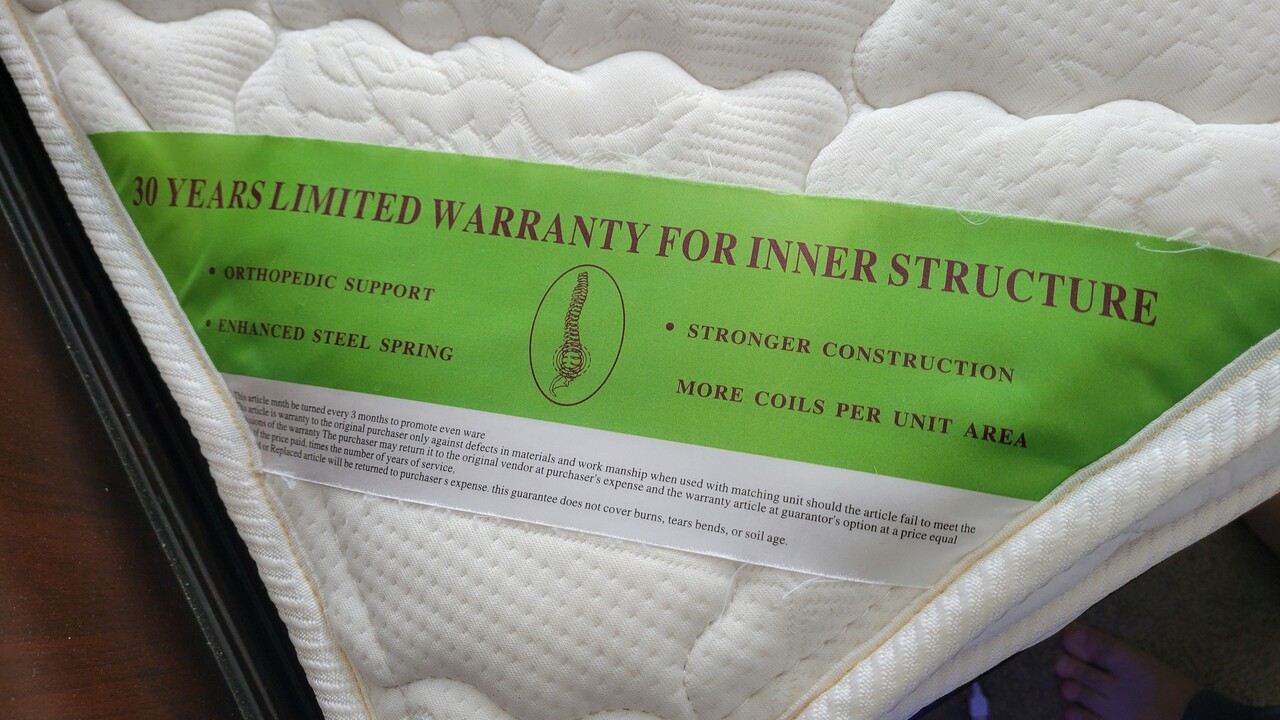 30 YEARS LIMITED WARRANTY FOR INNER STRUCTURE
• ORTHOPEDIC SUPPORT
• ENHANCED STEEL SPRING
• STRONGER CONSTRUCTION
MORE COILS PER UNIT AREA
This article mnth be turned every 3 months to promote even ware
This article is warranty to the original purchaser only against defects in materials and work manship when used with matching unit should the article fail to meet the
of the warranty The purchaser may return it to the original vendor at purchaser's expense and the warranty article at guarantor's option at a price equal
of the price paid, times the number of years of service.
or Replaced article will be returned to purchaser s expense. this guarantee does not cover burns, tears bends, or soil age.